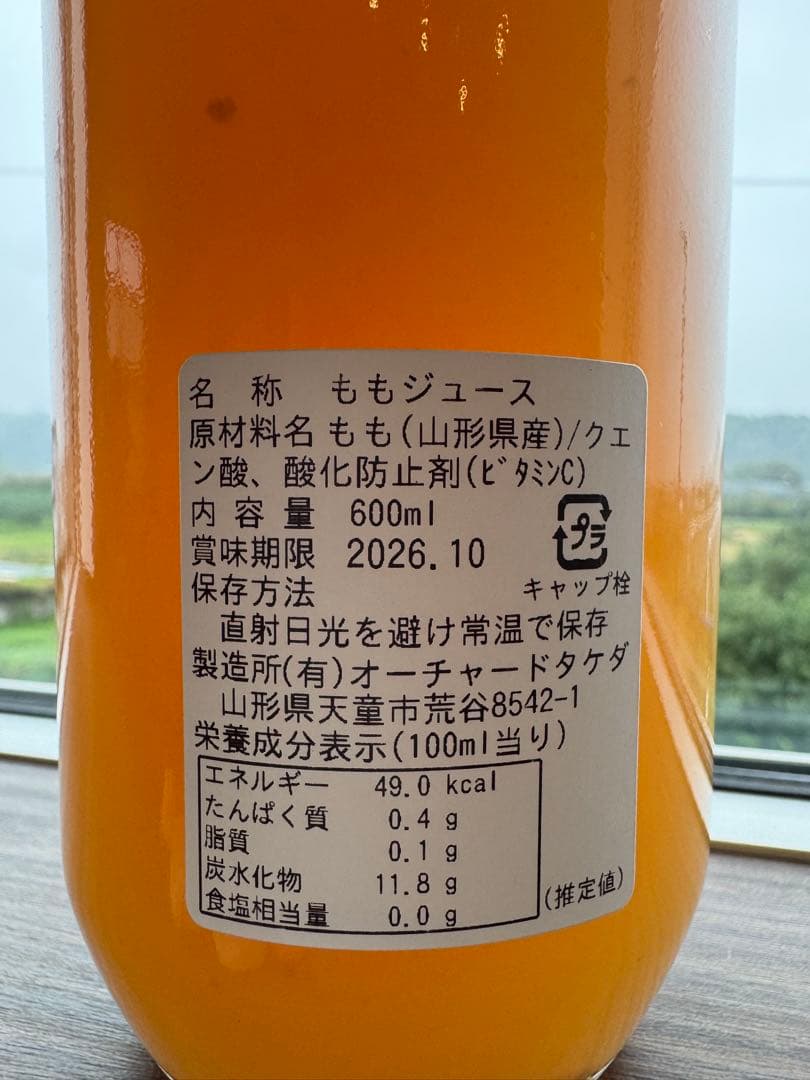 名 称 ももジュース
原材料名 もも(山形県産)/クエ
ン酸、酸化防止剤(ビタミンC)
内 容 量 600ml
賞味期限 2026.10
プラ
キャップ栓
保存方法
直射日光を避け常温で保存
製造所(有)オーチャードタケダ
山形県天童市荒谷8542-1
栄養成分表示(100ml当り)
エネルギー 49.0 kcal
たんぱく質 0.4 g
脂質 0.1 g
炭水化物 11.8 g
食塩相当量 0.0 g
(推定値)